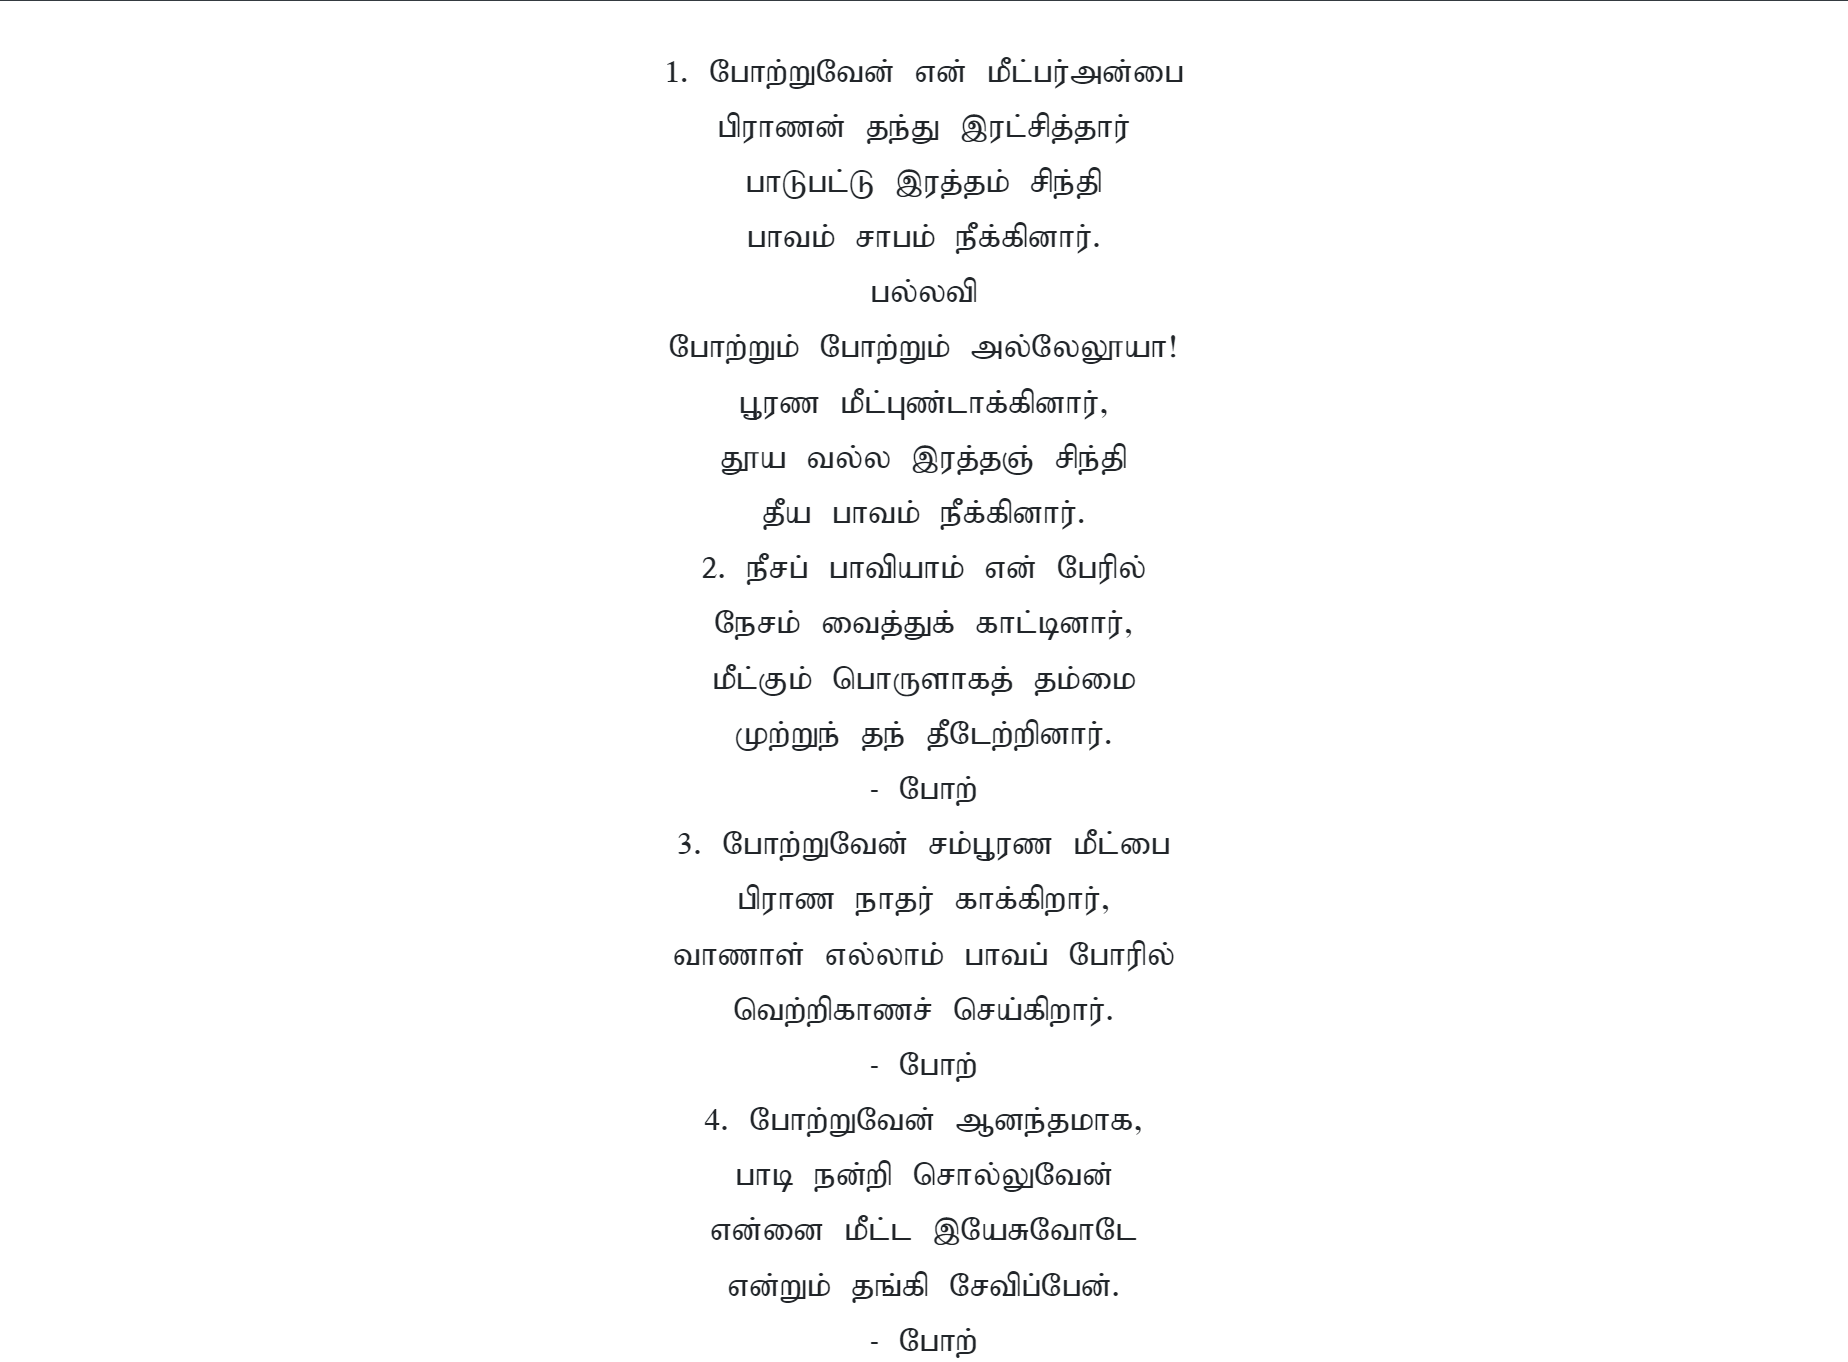 1. போற்றுவேன் என் மீட்பர்அன்பை
பிராணன் தந்து இரட்சித்தார்
பாடுபட்டு இரத்தம் சிந்தி
பாவம் சாபம் நீக்கினார்.
பல்லவி
போற்றும் போற்றும் அல்லேலூயா!
பூரண மீட்புண்டாக்கினார்,
தூய வல்ல இரத்தஞ் சிந்தி
தீய பாவம் நீக்கினார்.
2. நீசப் பாவியாம் என் பேரில்
நேசம் வைத்துக் காட்டினார்,
மீட்கும் பொருளாகத் தம்மை
முற்றுந் தந் தீடேற்றினார்.
- போற்
3. போற்றுவேன் சம்பூரண மீட்பை
பிராண நாதர் காக்கிறார்,
வாணாள் எல்லாம் பாவப் போரில்
வெற்றிகாணச் செய்கிறார்.
- போற்
4. போற்றுவேன் ஆனந்தமாக,
பாடி நன்றி சொல்லுவேன்
என்னை மீட்ட இயேசுவோடே
என்றும் தங்கி சேவிப்பேன்.
- போற்